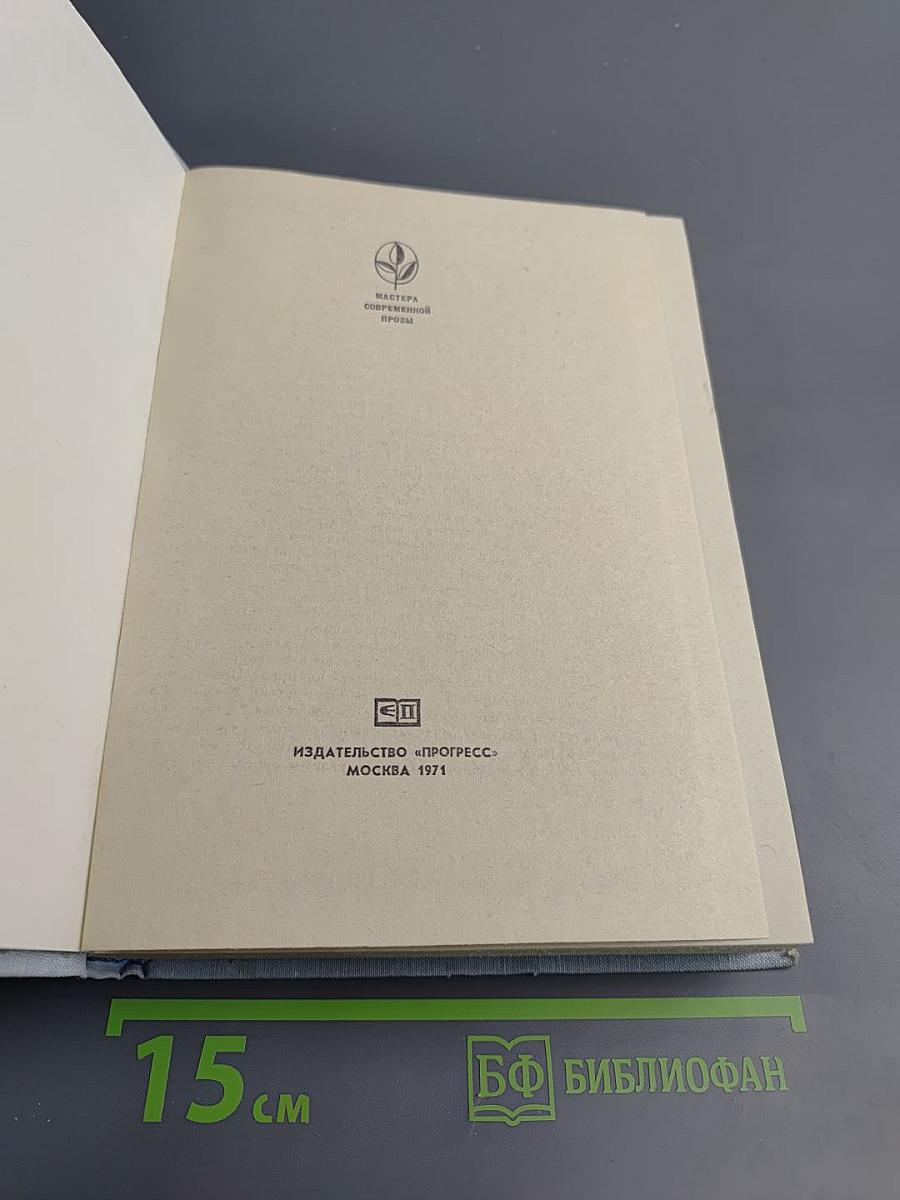 МАСТЕРА
СОВРЕМЕННОЙ
ПРОЗЫ
ИЗДАТЕЛЬСТВО «ПРОГРЕСС»
МОСКВА 1971
15 см
БФ БИБЛИОФАН